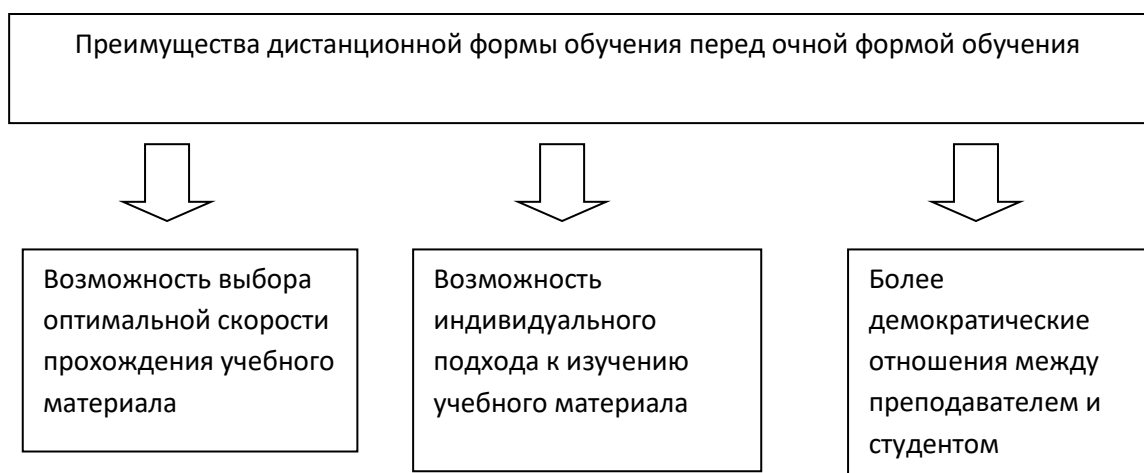 Преимущества дистанционной формы обучения перед очной формой обучения
Возможность выбора
оптимальной скорости
прохождения учебного
материала
Возможность
индивидуального
подхода к изучению
учебного материала
Более
демократические
отношения между
преподавателем и
студентом